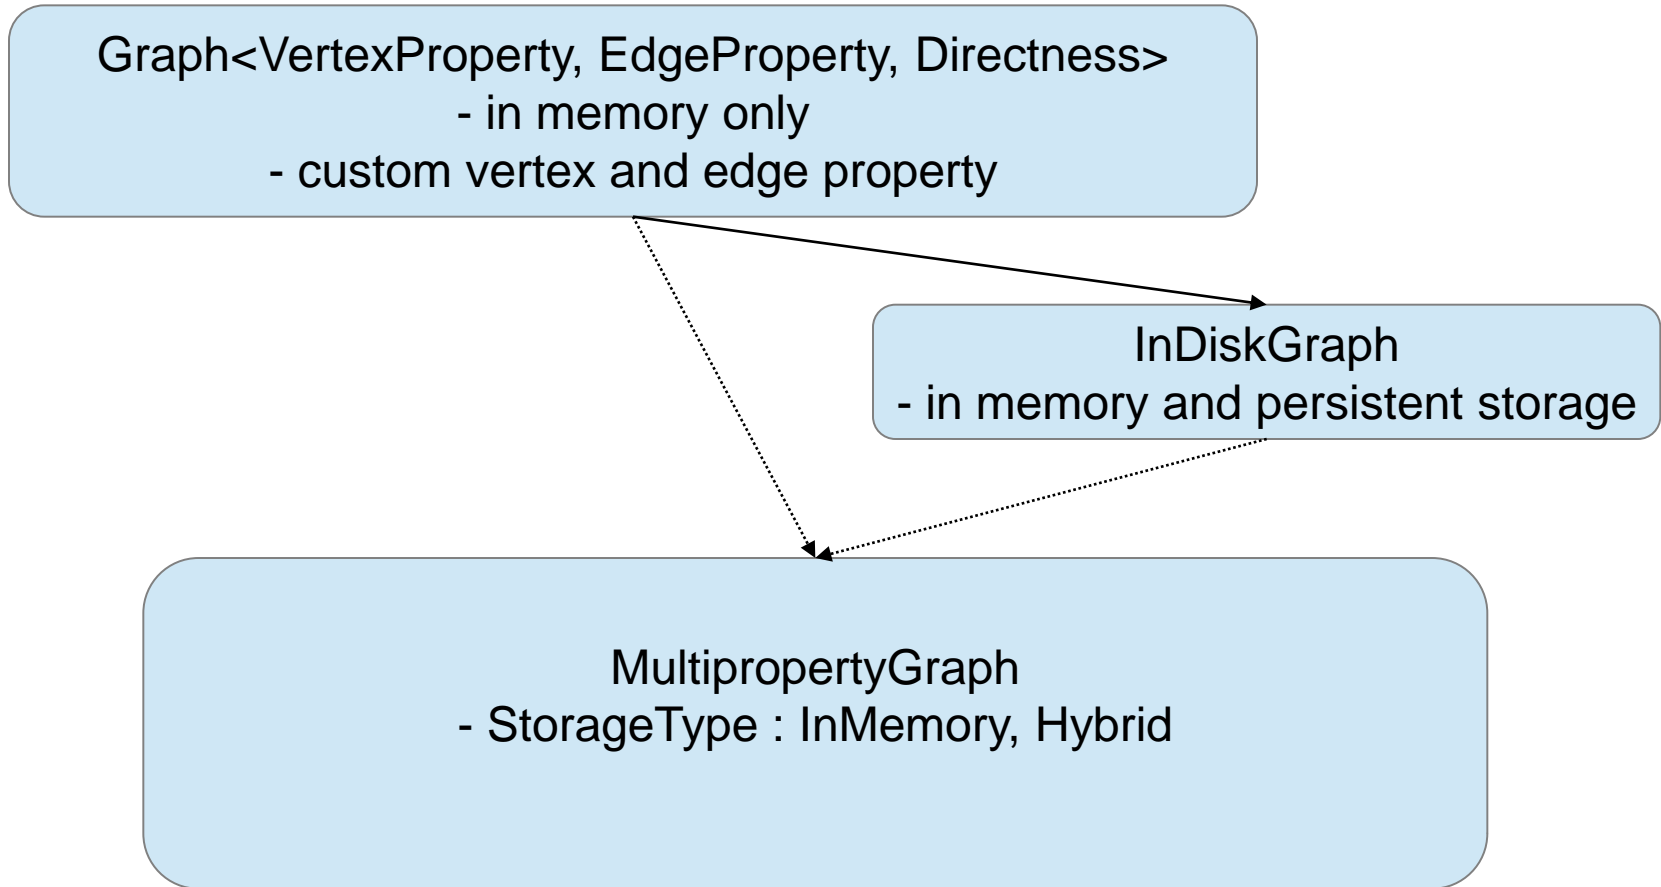 Graph<VertexProperty, EdgeProperty, Directness>
- in memory only
- custom vertex and edge property
InDiskGraph
- in memory and persistent storage
MultipropertyGraph
- StorageType : InMemory, Hybrid